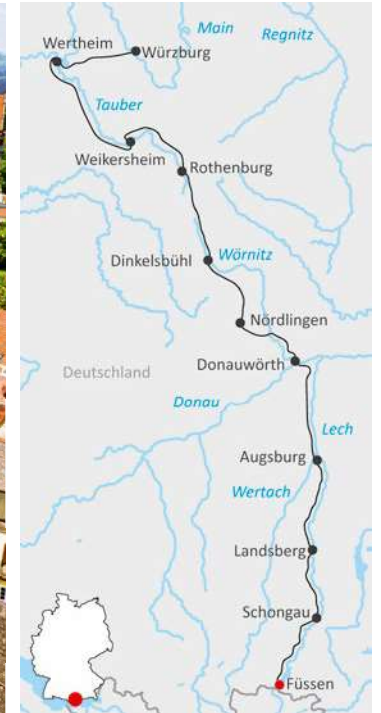 Main
Regnitz
Wertheim
Würzburg
Tauber
Weikersheim
Rothenburg
Dinkelsbühl
Wörnitz
Nördlingen
Donauwörth
Deutschland
Donau
Lech
Augsburg
Wertach
Landsberg
Schongau
Füssen